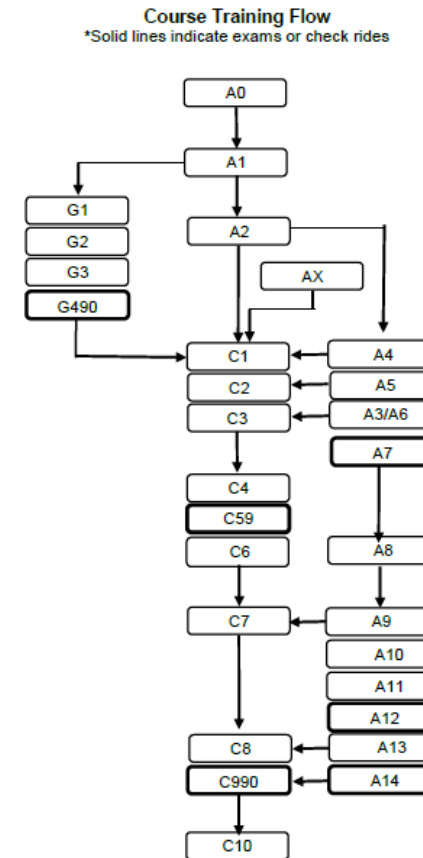 Course Training Flow
*Solid lines indicate exams or check rides
A0
A1
G1
G2
G3
G490
A2
AX
C1
A4
C2
A5
C3
A3/A6
A7
C4
C59
C6
A8
C7
A9
A10
A11
A12
C8
A13
C990
A14
C10